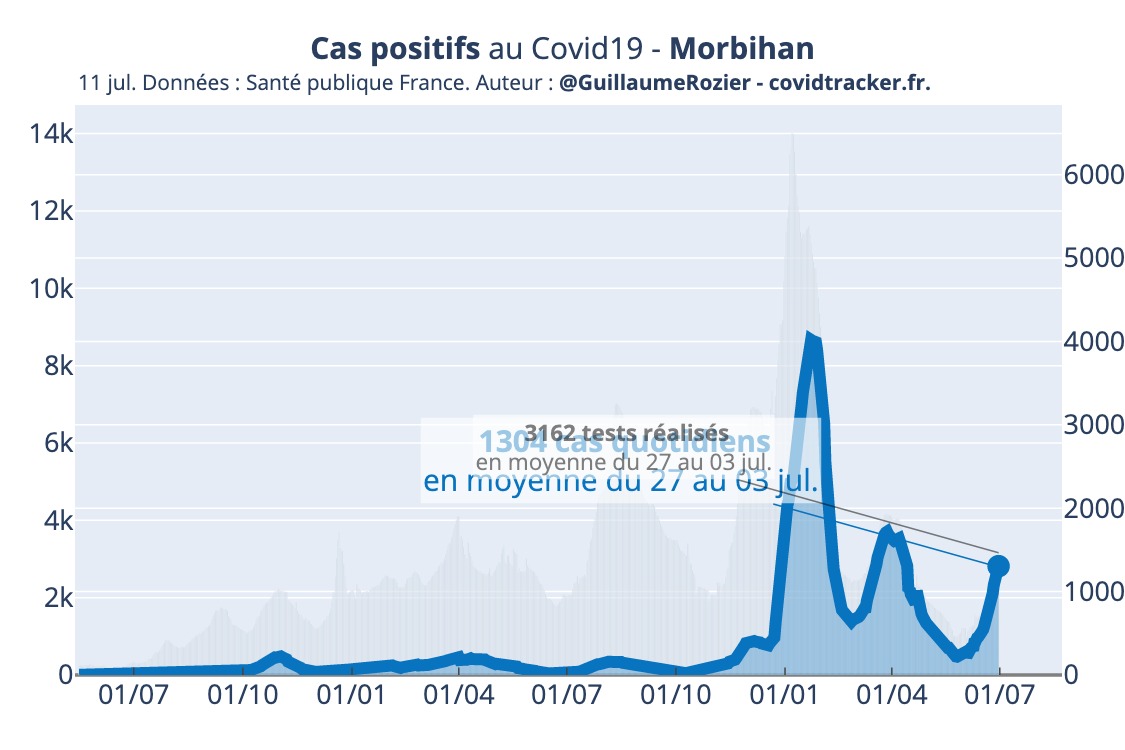 Cas positifs au Covid19 - Morbihan
11 jul. Données : Santé publique France. Auteur : @GuillaumeRozier - covidtracker.fr.
14k
12k
10k
8k
6k
4k
2k
0
6000
5000
4000
3000
2000
1000
0
3162 tests réalisés
en moyenne du 27 au 03 jul.
1304 cas quotidiens
en moyenne du 27 au 03 jul.
01/07 01/10 01/01 01/04 01/07 01/10 01/01 01/04 01/07